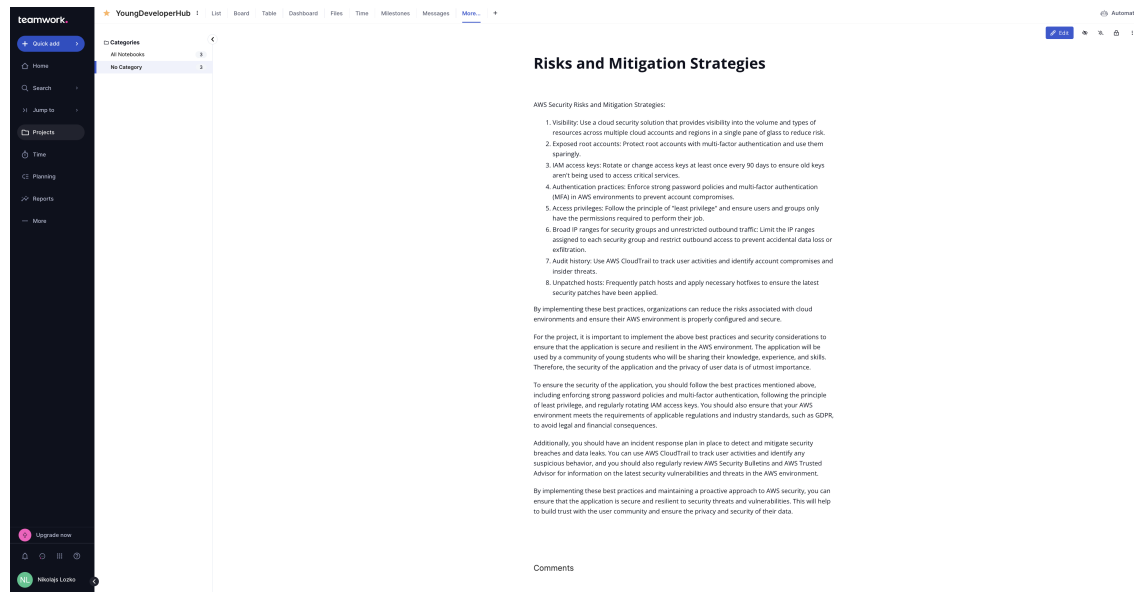 teamwork.
Quick add
Home
Search
Jump to
Projects
Time
Planning
Reports
More
Upgrade now
NL
Nikolajs Lozko
YoungDeveloperHub
List
Board
Table
Dashboard
Files
Time
Milestones
Messages
More...
+
Automat
Categories
All Notebooks 3
No Category 3
Edit
Risks and Mitigation Strategies
AWS Security Risks and Mitigation Strategies:
1. Visibility: Use a cloud security solution that provides visibility into the volume and types of
resources across multiple cloud accounts and regions in a single pane of glass to reduce risk.
2. Exposed root accounts: Protect root accounts with multi-factor authentication and use them
sparingly.
3. IAM access keys: Rotate or change access keys at least once every 90 days to ensure old keys
aren't being used to access critical services.
4. Authentication practices: Enforce strong password policies and multi-factor authentication
(MFA) in AWS environments to prevent account compromises.
5. Access privileges: Follow the principle of "least privilege" and ensure users and groups only
have the permissions required to perform their job.
6. Broad IP ranges for security groups and unrestricted outbound traffic: Limit the IP ranges
assigned to each security group and restrict outbound access to prevent accidental data loss or
exfiltration.
7. Audit history: Use AWS CloudTrail to track user activities and identify account compromises and
insider threats.
8. Unpatched hosts: Frequently patch hosts and apply necessary hotfixes to ensure the latest
security patches have been applied.
By implementing these best practices, organizations can reduce the risks associated with cloud
environments and ensure their AWS environment is properly configured and secure.
For the project, it is important to implement the above best practices and security considerations to
ensure that the application is secure and resilient in the AWS environment. The application will be
used by a community of young students who will be sharing their knowledge, experience, and skills.
Therefore, the security of the application and the privacy of user data is of utmost importance.
To ensure the security of the application, you should follow the best practices mentioned above,
including enforcing strong password policies and multi-factor authentication, following the principle
of least privilege, and regularly rotating IAM access keys. You should also ensure that your AWS
environment meets the requirements of applicable regulations and industry standards, such as GDPR,
to avoid legal and financial consequences.
Additionally, you should have an incident response plan in place to detect and mitigate security
breaches and data leaks. You can use AWS CloudTrail to track user activities and identify any
suspicious behavior, and you should also regularly review AWS Security Bulletins and AWS Trusted
Advisor for information on the latest security vulnerabilities and threats in the AWS environment.
By implementing these best practices and maintaining a proactive approach to AWS security, you can
ensure that the application is secure and resilient to security threats and vulnerabilities. This will help
to build trust with the user community and ensure the privacy and security of their data.
Comments